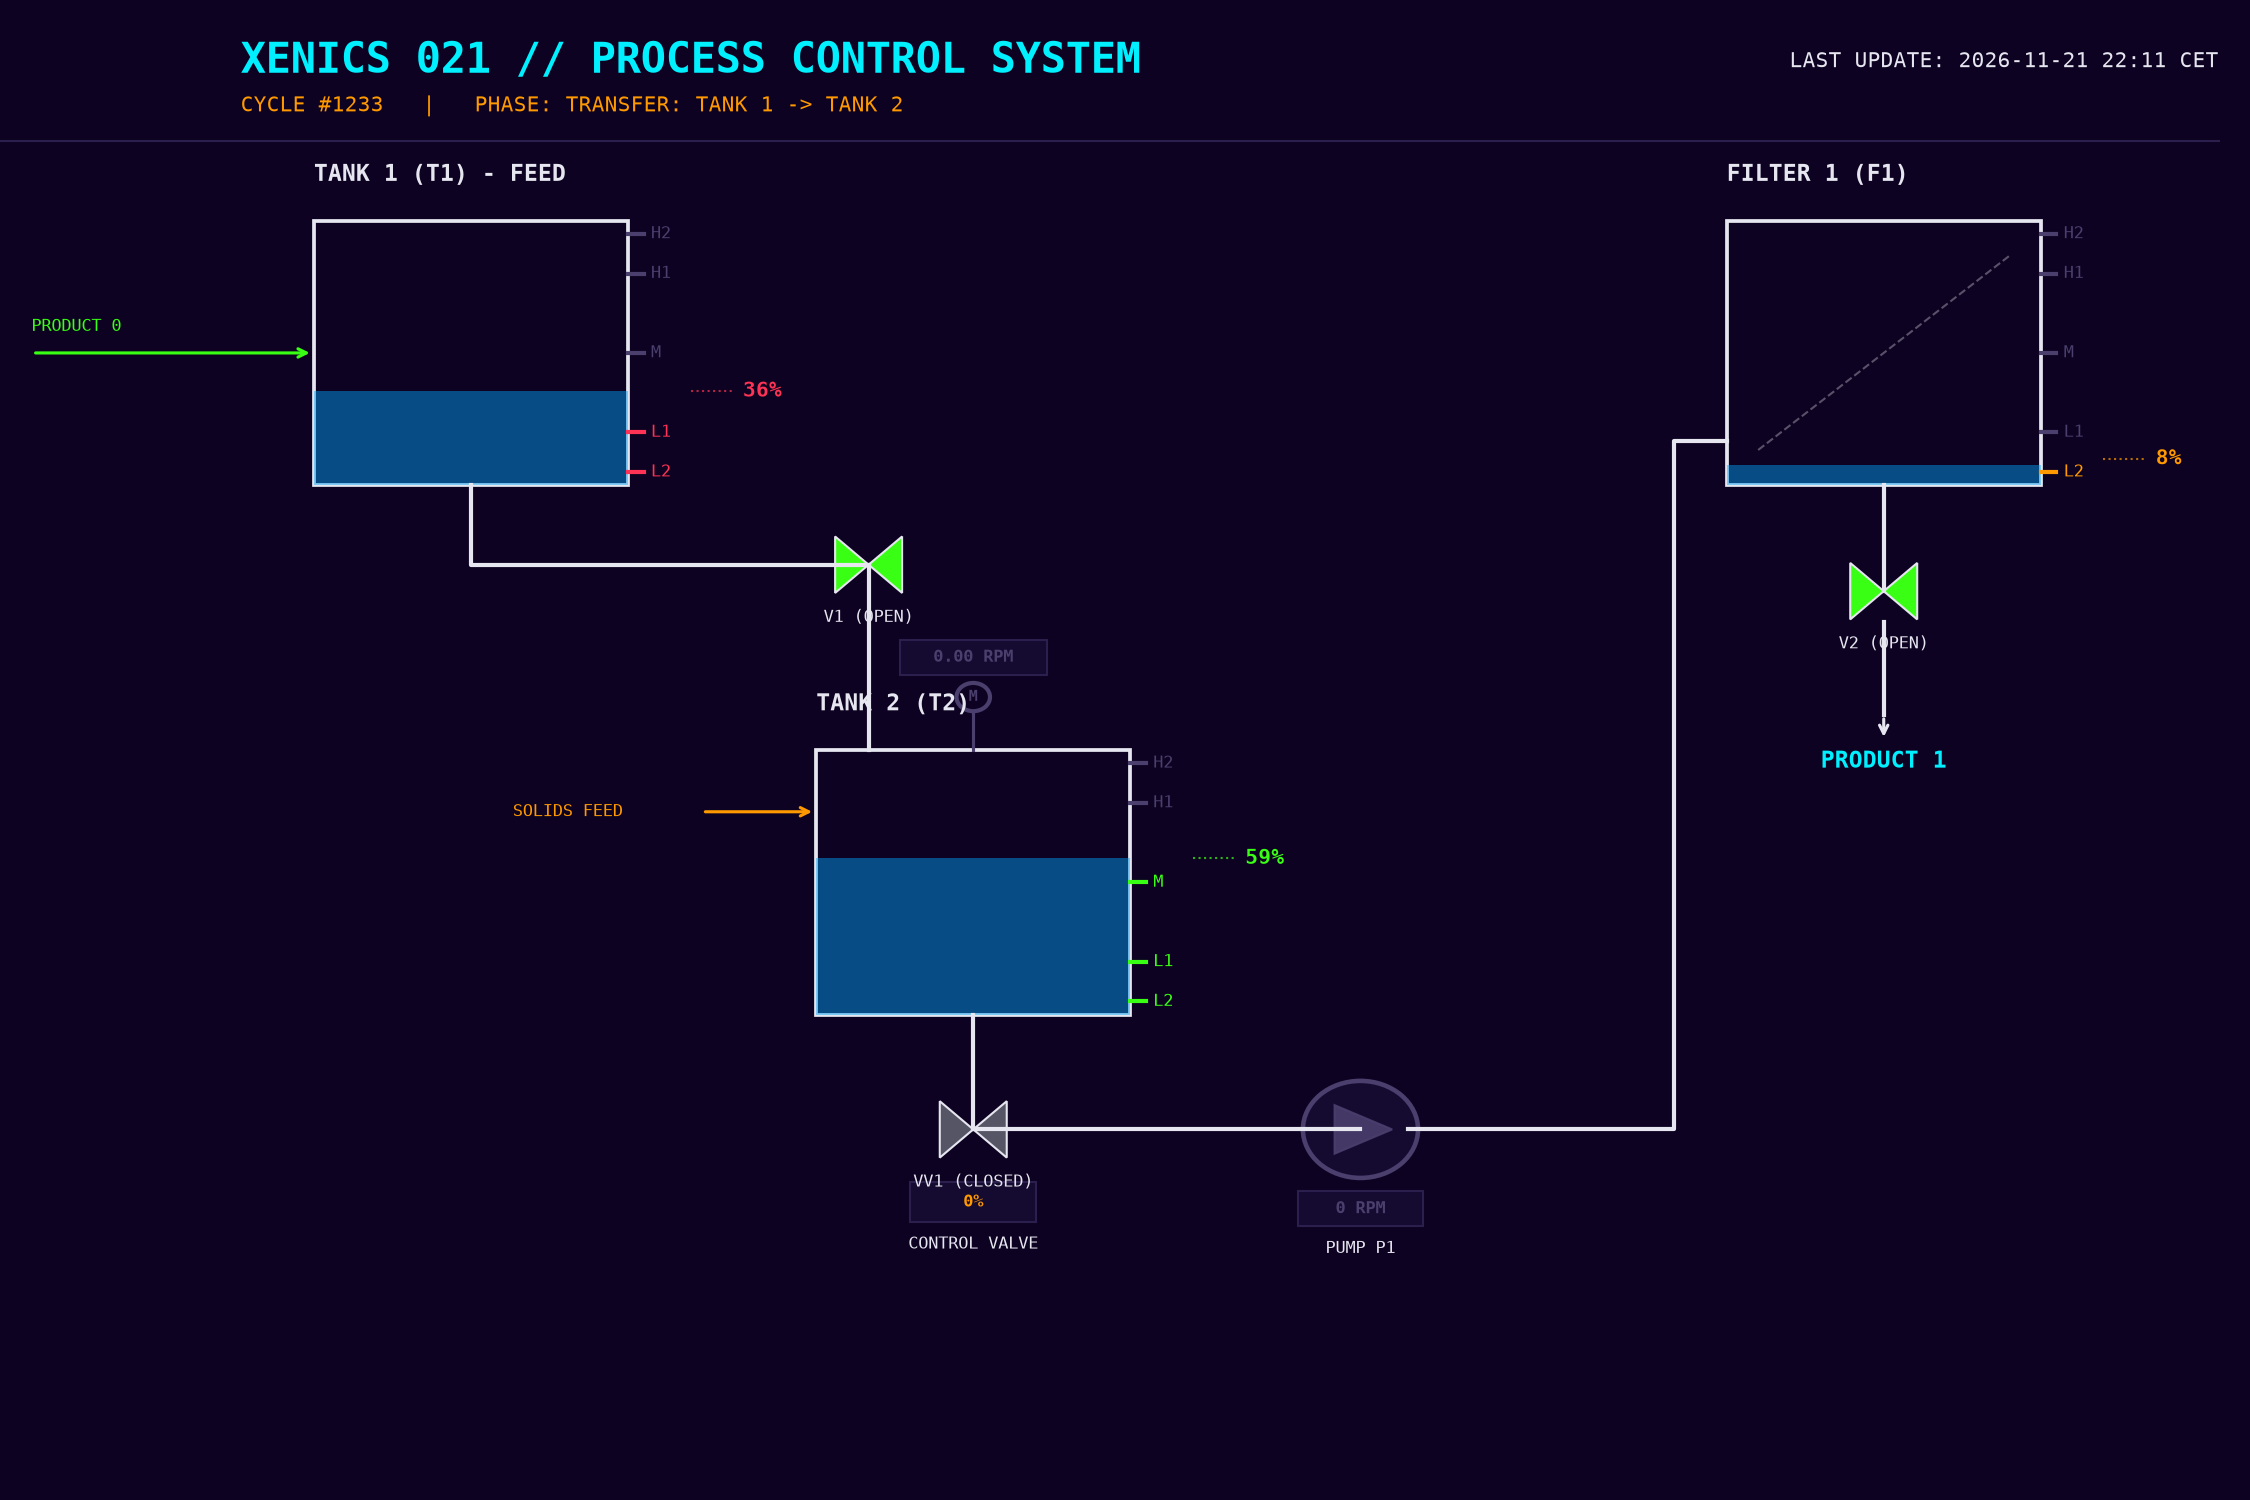 XENICS 021 // PROCESS CONTROL SYSTEM
LAST UPDATE: 2026-11-21 22:11 CET
CYCLE #1233 | PHASE: TRANSFER: TANK 1 -> TANK 2
TANK 1 (T1) - FEED
H2
H1
PRODUCT 0
M
36%
L1
L2
FILTER 1 (F1)
H2
H1
M
L1
8%
L2
V1 (OPEN)
V2 (OPEN)
0.00 RPM
M
TANK 2 (T2)
PRODUCT 1
H2
H1
SOLIDS FEED
59%
M
L1
L2
VV1 (CLOSED)
0%
CONTROL VALVE
0 RPM
PUMP P1